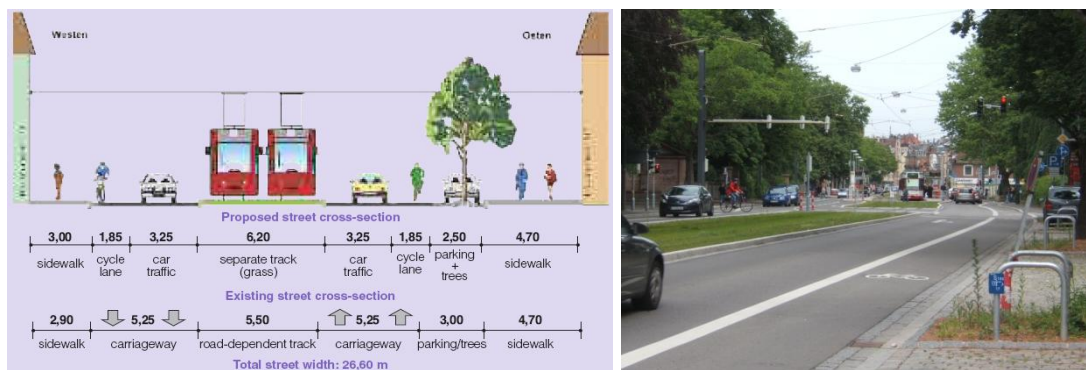 Westen Osten
Proposed street cross-section
3,00 1,85 3,25 6,20 3,25 1,85 2,50 4,70
sidewalk cycle lane car traffic separate track (grass) car traffic cycle lane parking + trees sidewalk
Existing street cross-section
2,90 5,25 5,50 5,25 3,00 4,70
sidewalk carriageway road-dependent track carriageway parking/trees sidewalk
Total street width: 26,60 m
P